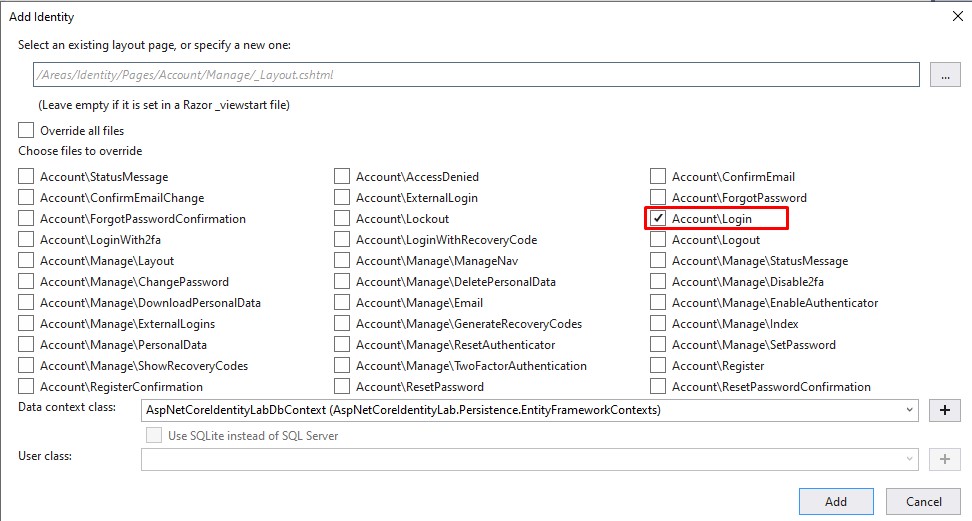 Add Identity
Select an existing layout page, or specify a new one:
/Areas/Identity/Pages/Account/Manage/_Layout.cshtml
...
(Leave empty if it is set in a Razor _viewstart file)
Override all files
Choose files to override
Account\StatusMessage Account\AccessDenied Account\ConfirmEmail
Account\ConfirmEmailChange Account\ExternalLogin Account\ForgotPassword
Account\ForgotPasswordConfirmation Account\Lockout Account\Login
Account\LoginWith2fa Account\LoginWithRecoveryCode Account\Logout
Account\Manage\Layout Account\Manage\ManageNav Account\Manage\StatusMessage
Account\Manage\ChangePassword Account\Manage\DeletePersonalData Account\Manage\Disable2fa
Account\Manage\DownloadPersonalData Account\Manage\Email Account\Manage\EnableAuthenticator
Account\Manage\ExternalLogins Account\Manage\GenerateRecoveryCodes Account\Manage\Index
Account\Manage\PersonalData Account\Manage\ResetAuthenticator Account\Manage\SetPassword
Account\Manage\ShowRecoveryCodes Account\Manage\TwoFactorAuthentication Account\Register
Account\RegisterConfirmation Account\ResetPassword Account\ResetPasswordConfirmation
Data context class: AspNetCoreIdentityLabDbContext (AspNetCoreIdentityLab.Persistence.EntityFrameworkContexts) +
Use SQLite instead of SQL Server
User class: +
Add Cancel